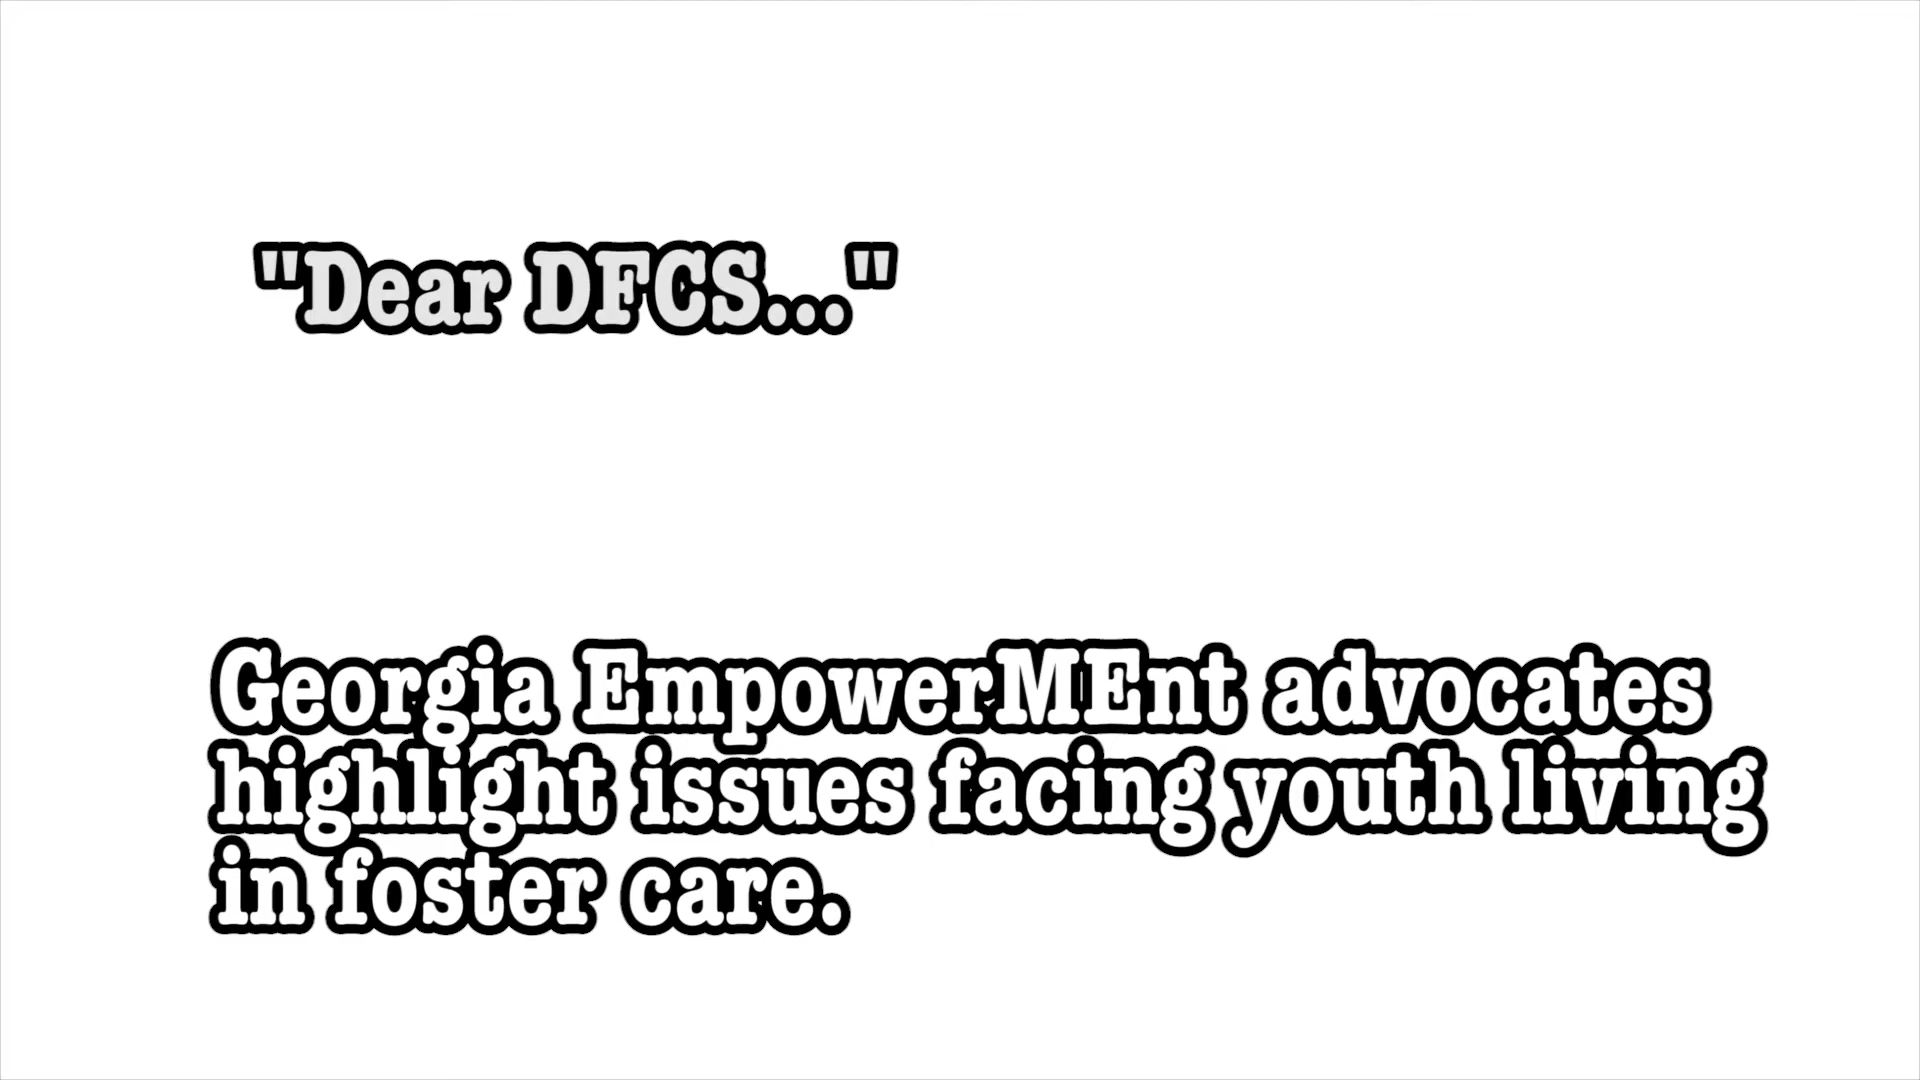 "Dear DFCS..."
Georgia EmpowerMEnt advocates
highlight issues facing youth living
in foster care.